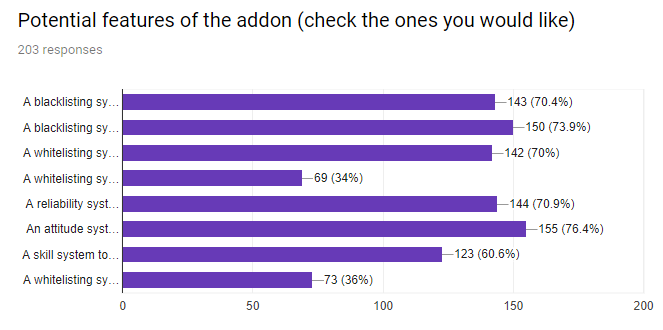 Potential features of the addon (check the ones you would like)
203 responses
A blacklisting sy...
143 (70.4%)
A blacklisting sy...
150 (73.9%)
A whitelisting sy...
142 (70%)
A whitelisting sy...
69 (34%)
A reliability syst...
144 (70.9%)
An attitude syst...
155 (76.4%)
A skill system to...
123 (60.6%)
A whitelisting sy...
73 (36%)
0 50 100 150 200